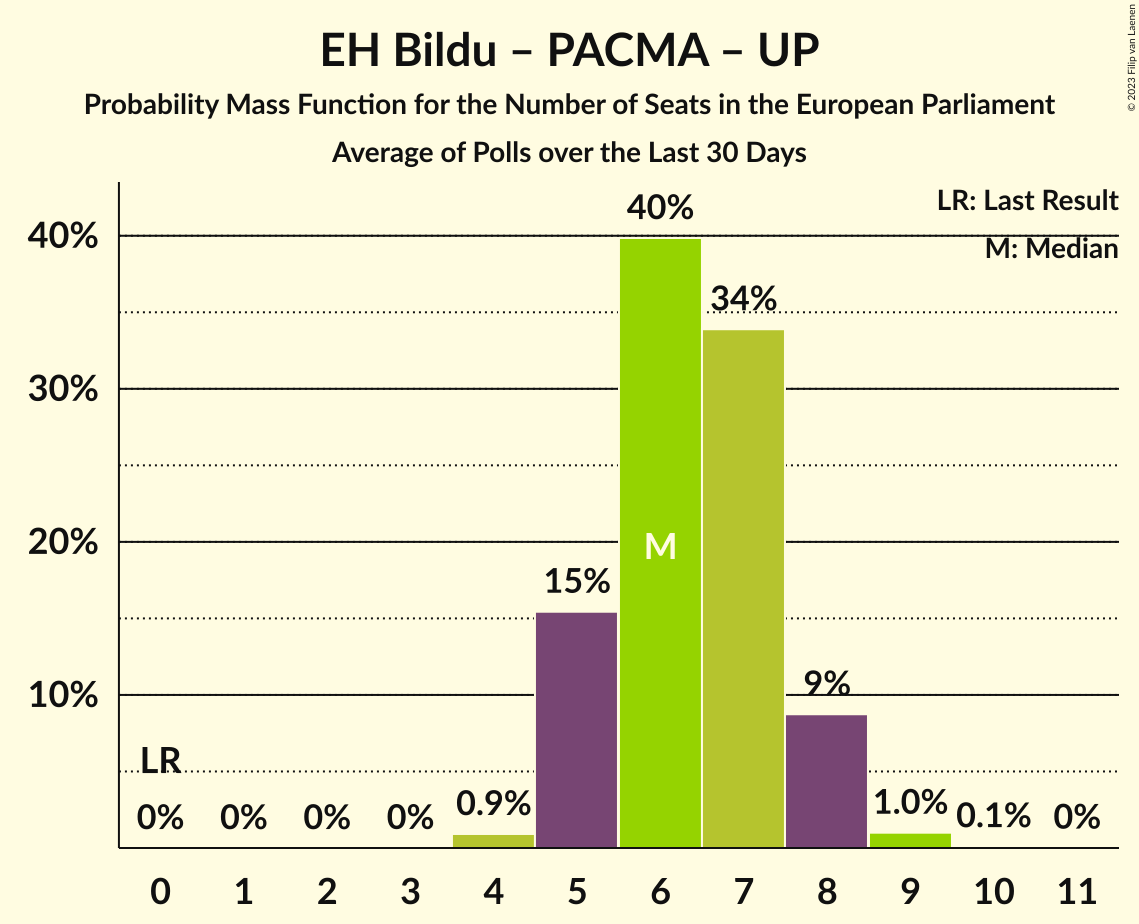 EH Bildu – PACMA – UP
Probability Mass Function for the Number of Seats in the European Parliament
Average of Polls over the Last 30 Days
© 2023 Filip van Laenen
LR: Last Result
M: Median
40%
30%
20%
10%
LR
0%
0%
0%
0%
0.9%
15%
40%
M
34%
9%
1.0%
0.1%
0%
0 1 2 3 4 5 6 7 8 9 10 11